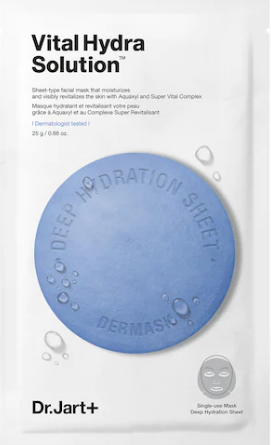 Vital Hydra
Solution™
Sheet-type facial mask that moisturizes
and visibly revitalizes the skin with Aquaxyl and Super Vital Complex
Masque hydratant et revitalisant votre peau
grâce à Aquaxyl et au Complexe Super Revitalisant
| Dermatologist tested |
25 g / 0.88 oz.
DEEP HYDRATION SHEET
DERMASK
Dr.Jart+
Single-use Mask
Deep Hydration Sheet